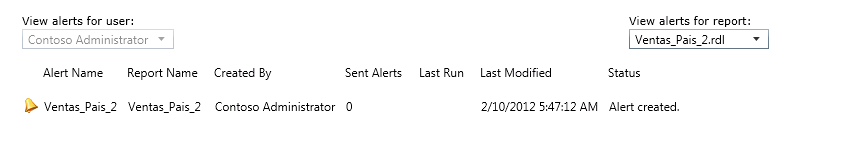 View alerts for user: View alerts for report:
Contoso Administrator Ventas_Pais_2.rdl
Alert Name Report Name Created By Sent Alerts Last Run Last Modified Status
Ventas_Pais_2 Ventas_Pais_2 Contoso Administrator 0 2/10/2012 5:47:12 AM Alert created.